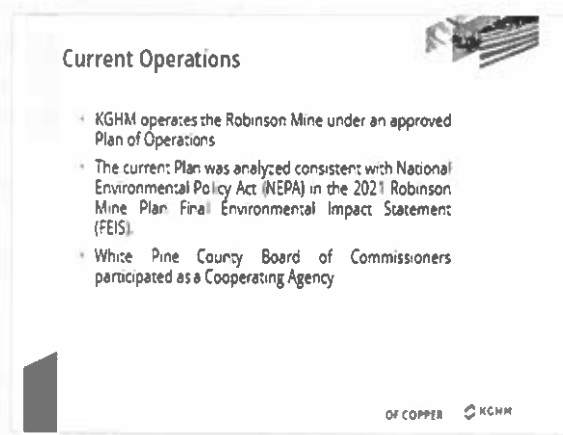 Current Operations
KGHM operates the Robinson Mine under an approved
Plan of Operations
The current Plan was analyzed consistent with National
Environmental Policy Act (NEPA) in the 2021 Robinson
Mine Plan Final Environmental Impact Statement
(FEIS).
White Pine County Board of Commissioners
participated as a Cooperating Agency
OF COPPER KGHM